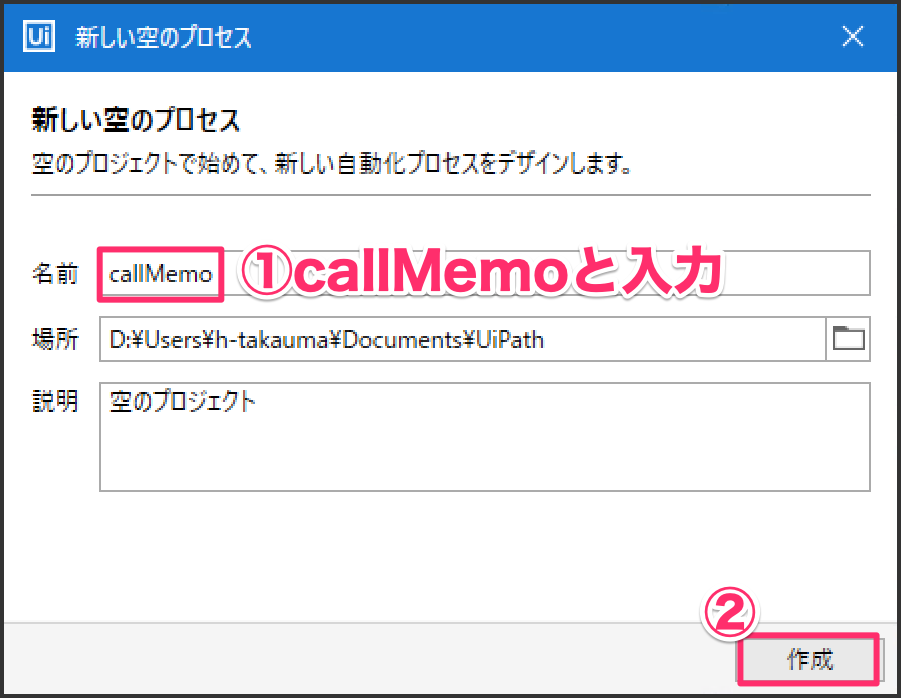 Ui 新しい空のプロセス
新しい空のプロセス
空のプロジェクトで始めて、新しい自動化プロセスをデザインします。
名前 callMemo ①callMemoと入力
場所 D:¥Users¥h-takauma¥Documents¥UiPath
説明 空のプロジェクト
②
作成